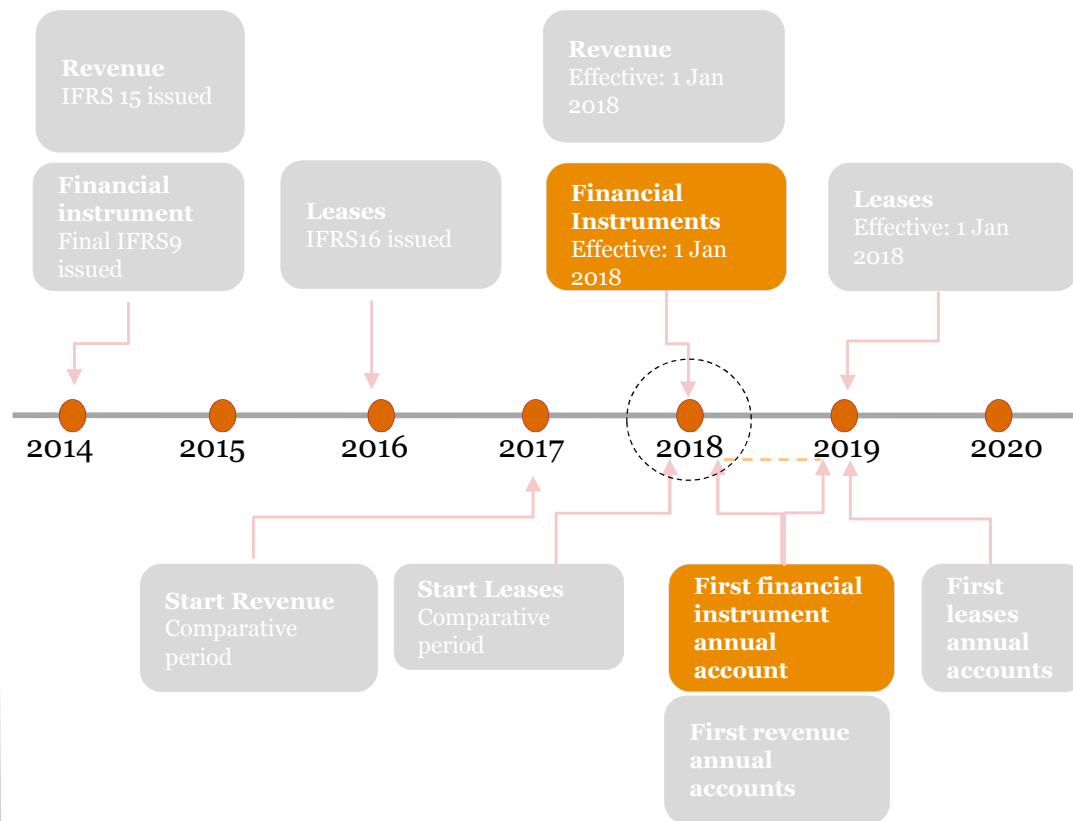 Revenue
IFRS 15 issued
Revenue
Effective: 1 Jan
2018
Financial
instrument
Final IFRS9
issued
Leases
IFRS16 issued
Financial
Instruments
Effective: 1 Jan
2018
Leases
Effective: 1 Jan
2018
2014
2015
2016
2017
2018
2019
2020
Start Revenue
Comparative
period
Start Leases
Comparative
period
First financial
instrument
annual
account
First
leases
annual
accounts
First revenue
annual
accounts